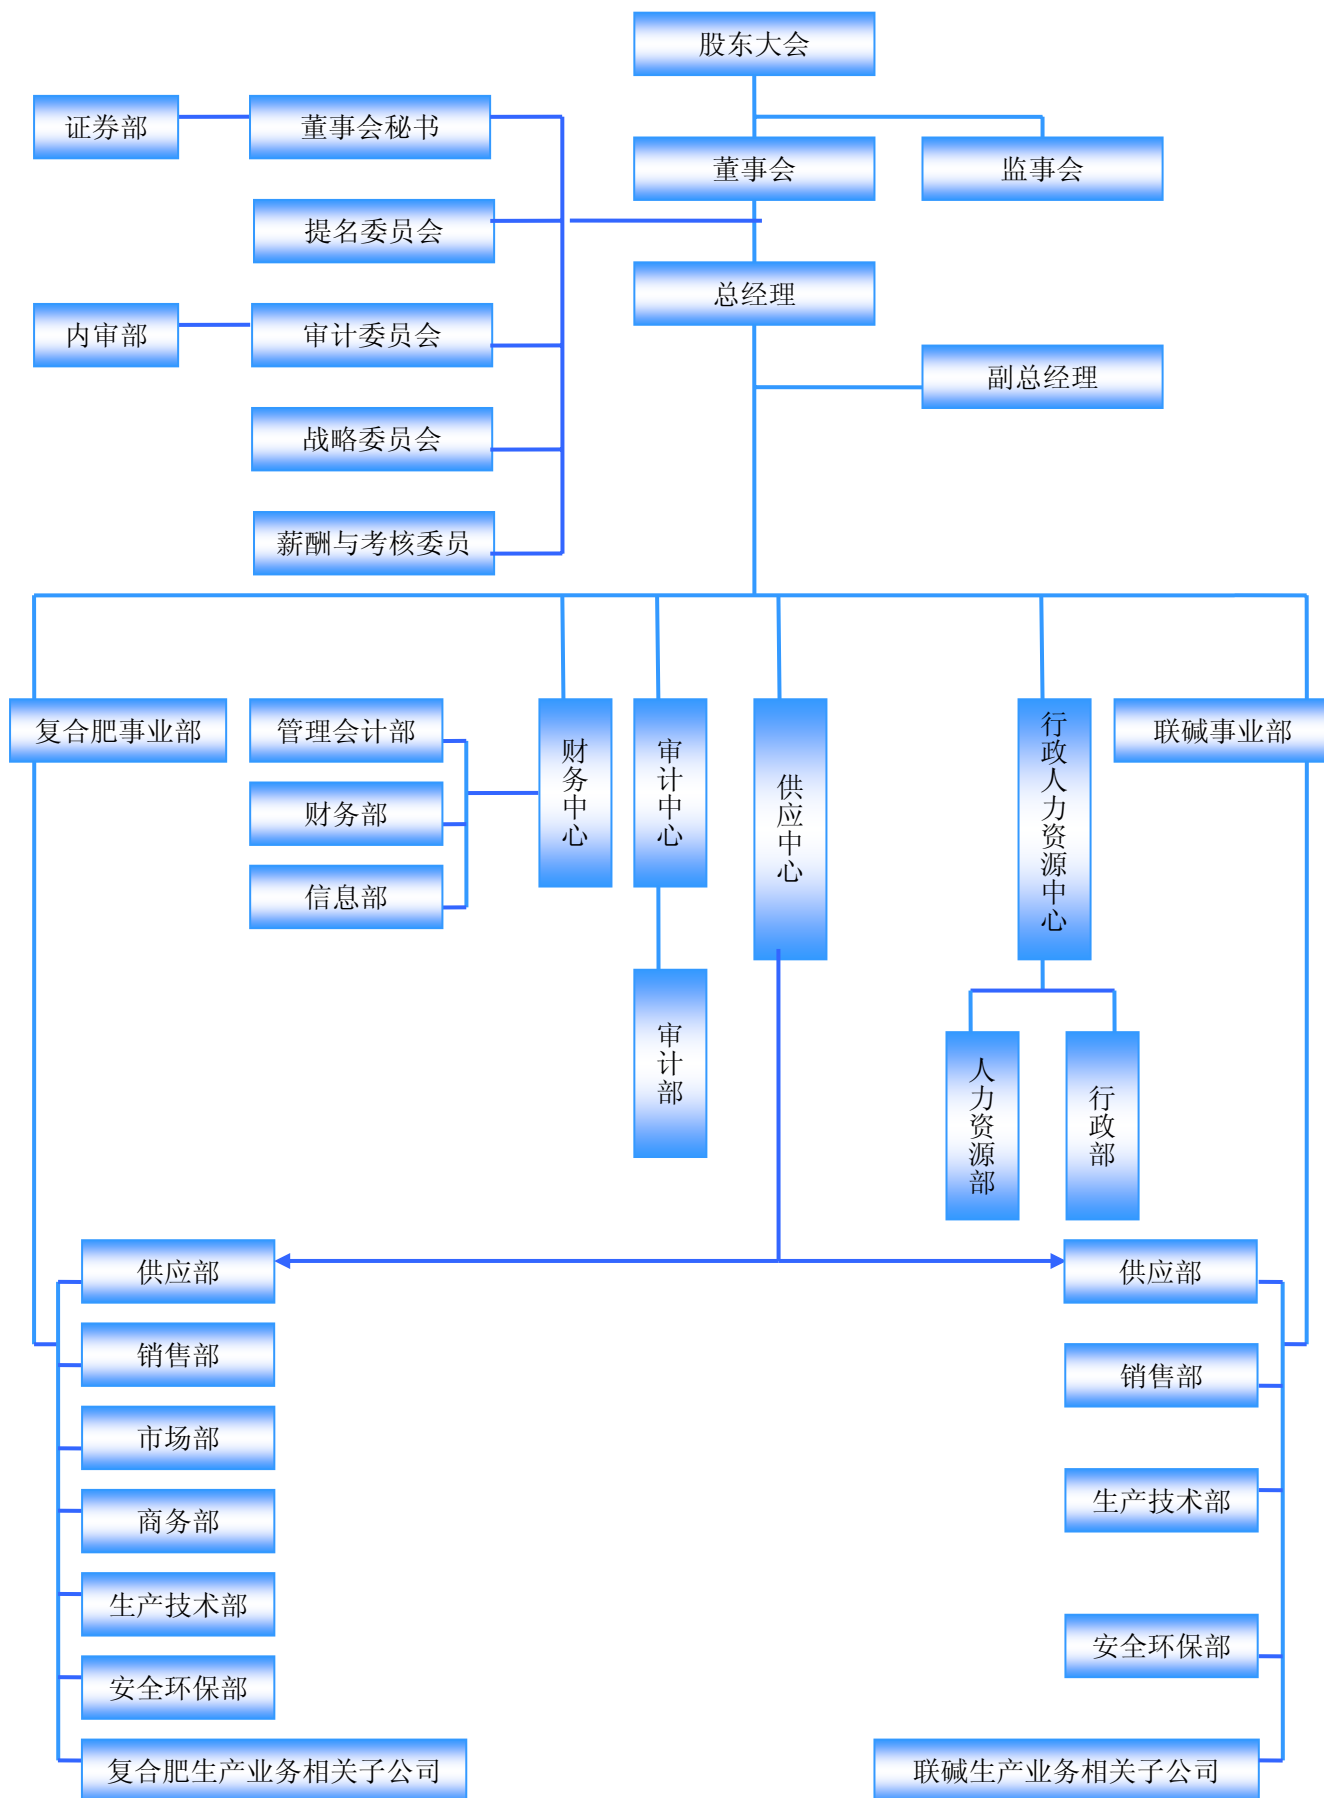 股东大会
证券部
董事会秘书
董事会
监事会
提名委员会
总经理
内审部
审计委员会
副总经理
战略委员会
薪酬与考核委员
复合肥事业部
管理会计部
财务部
信息部
财务中心
审计中心
供应中心
行政人力资源中心
联碱事业部
审计部
人力资源部
行政部
供应部
销售部
市场部
商务部
生产技术部
安全环保部
复合肥生产业务相关子公司
供应部
销售部
生产技术部
安全环保部
联碱生产业务相关子公司